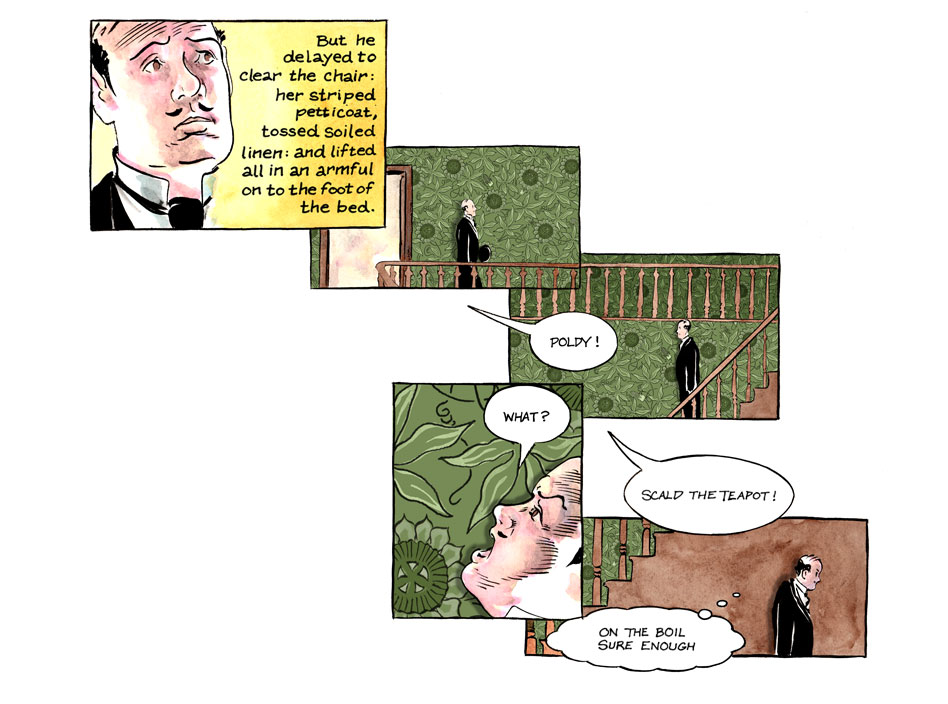 But he
delayed to
clear the chair:
her striped
petticoat,
tossed soiled
linen: and lifted
all in an armful
on to the foot of
the bed.
POLDY!
WHAT?
SCALD THE TEAPOT!
ON THE BOIL
SURE ENOUGH